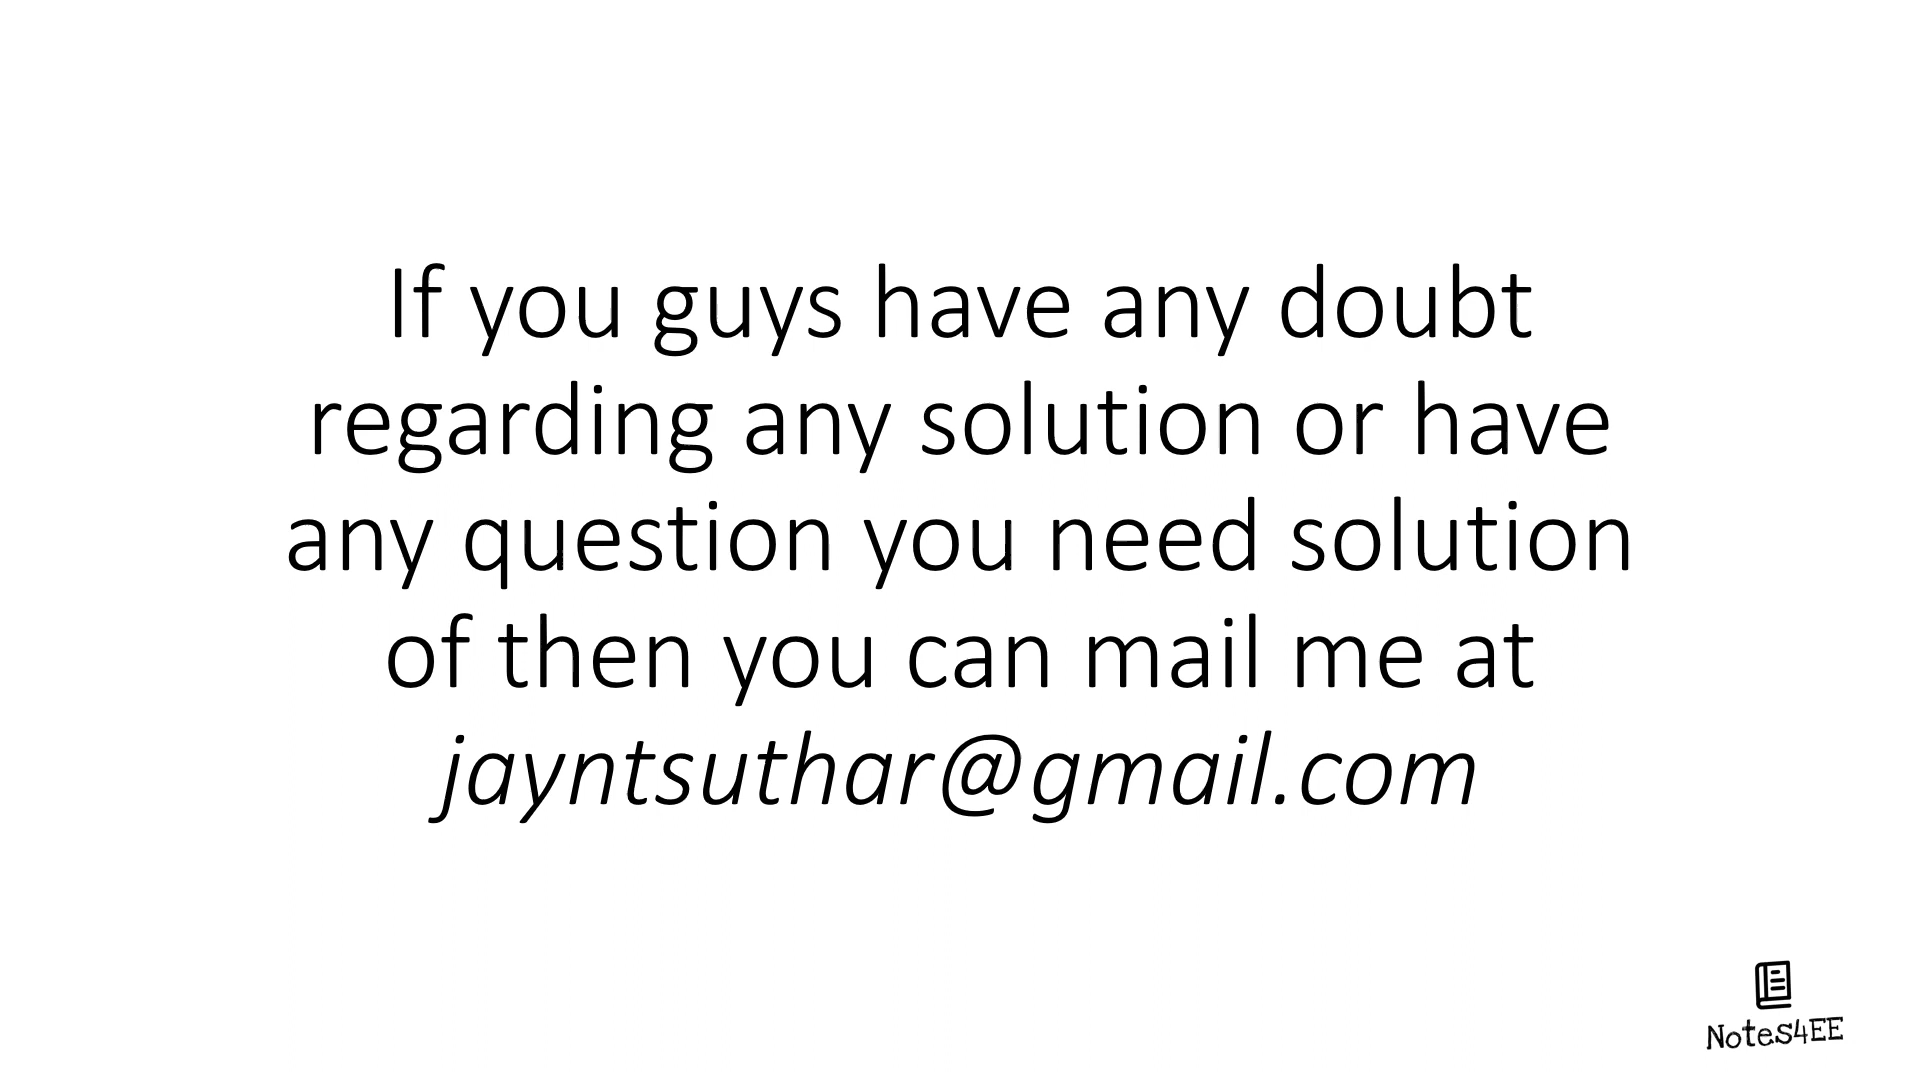 If you guys have any doubt
regarding any solution or have
any question you need solution
of then you can mail me at
jayntsuthar@gmail.com
Notes4EE